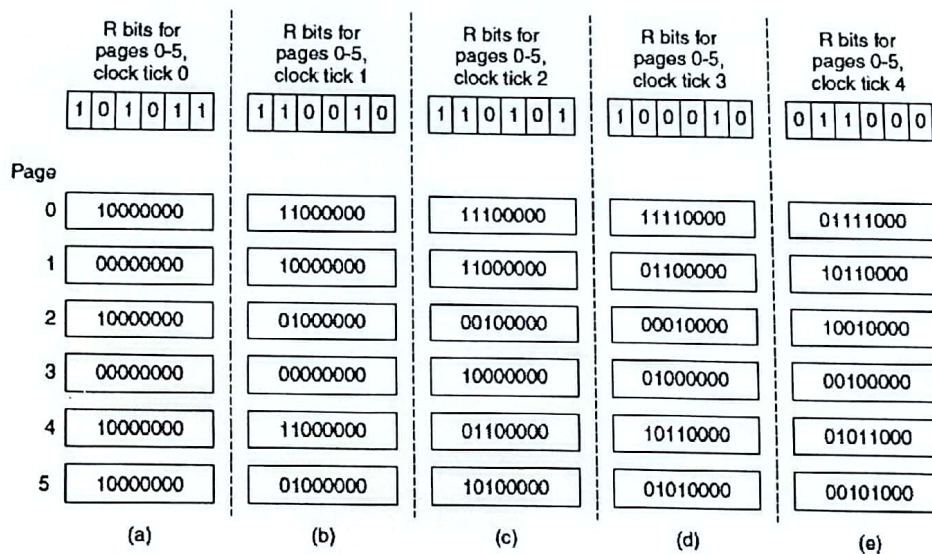 R bits for R bits for R bits for R bits for R bits for
pages 0-5, pages 0-5, pages 0-5, pages 0-5, pages 0-5,
clock tick 0 clock tick 1 clock tick 2 clock tick 3 clock tick 4
1 0 1 0 1 1 1 1 0 0 1 0 1 1 0 1 0 1 1 0 0 0 1 0 0 1 1 0 0 0
Page
0 10000000 11000000 11100000 11110000 01111000
1 00000000 10000000 11000000 01100000 10110000
2 10000000 01000000 00100000 00010000 10010000
3 00000000 00000000 10000000 01000000 00100000
4 10000000 11000000 01100000 10110000 01011000
5 10000000 01000000 10100000 01010000 00101000
(a) (b) (c) (d) (e)